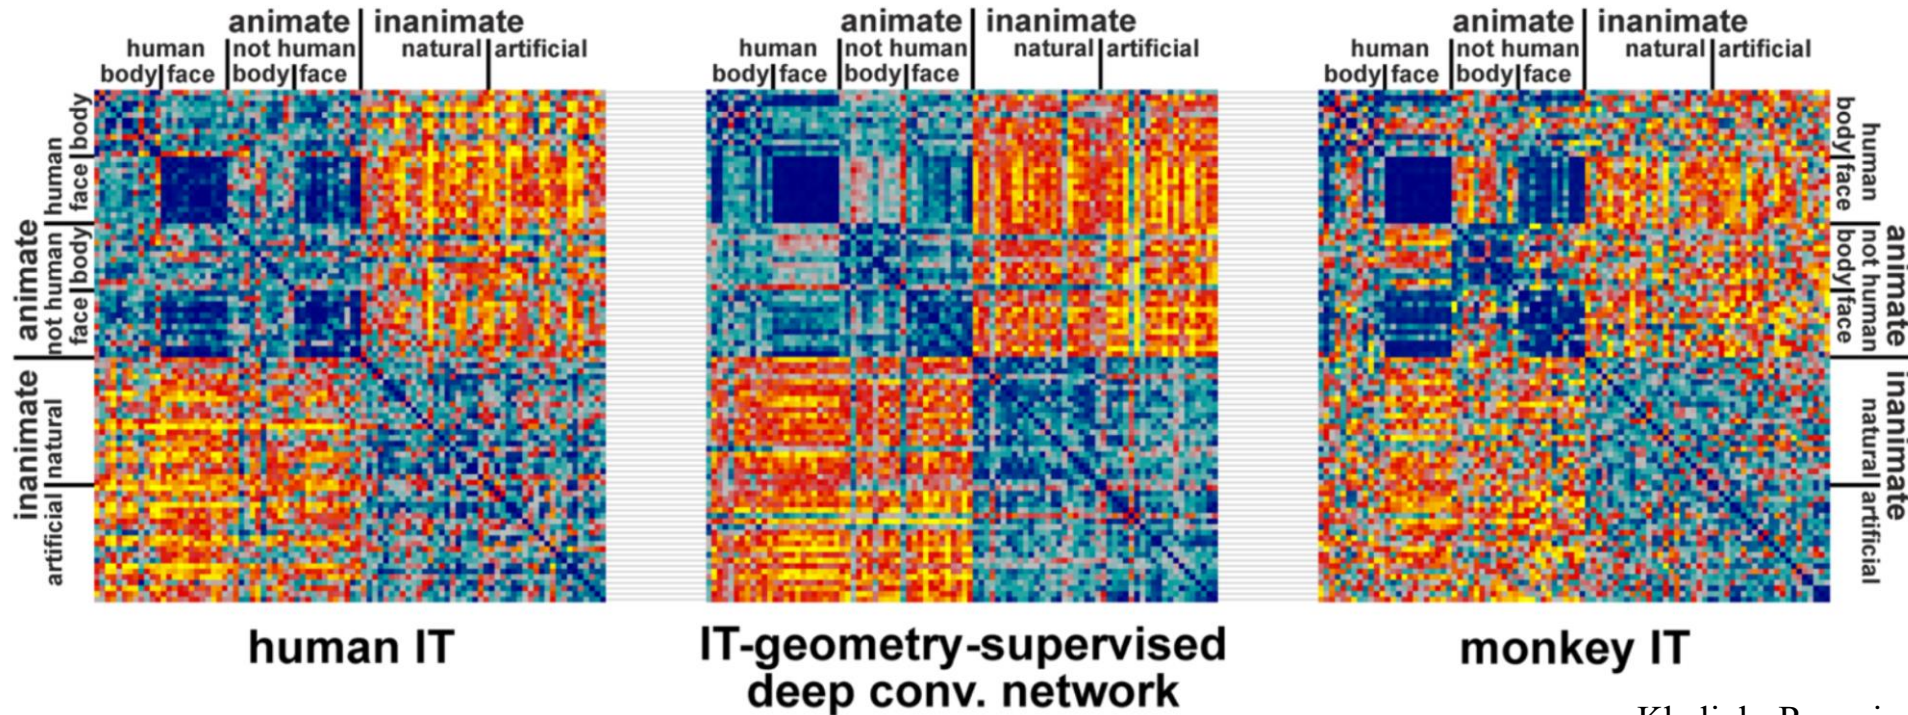 animate inanimate
human not human natural artificial
body face body face
animate inanimate
human not human natural artificial
body face body face
animate inanimate
human not human natural artificial
body face body face
animate
human
body
face
not human
body
face
inanimate
natural
artificial
human
body
face
animate
not human
body
face
inanimate
natural
artificial
human IT
IT-geometry-supervised
deep conv. network
monkey IT